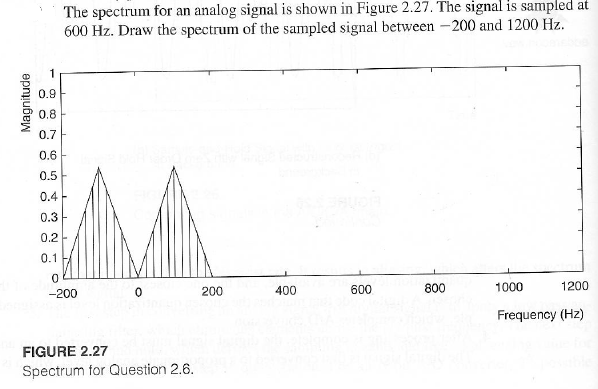 The spectrum for an analog signal is shown in Figure 2.27. The signal is sampled at
600 Hz. Draw the spectrum of the sampled signal between −200 and 1200 Hz.
Magnitude
1
0.9
0.8
0.7
0.6
0.5
0.4
0.3
0.2
0.1
0
−200 0 200 400 600 800 1000 1200
Frequency (Hz)
FIGURE 2.27
Spectrum for Question 2.6.